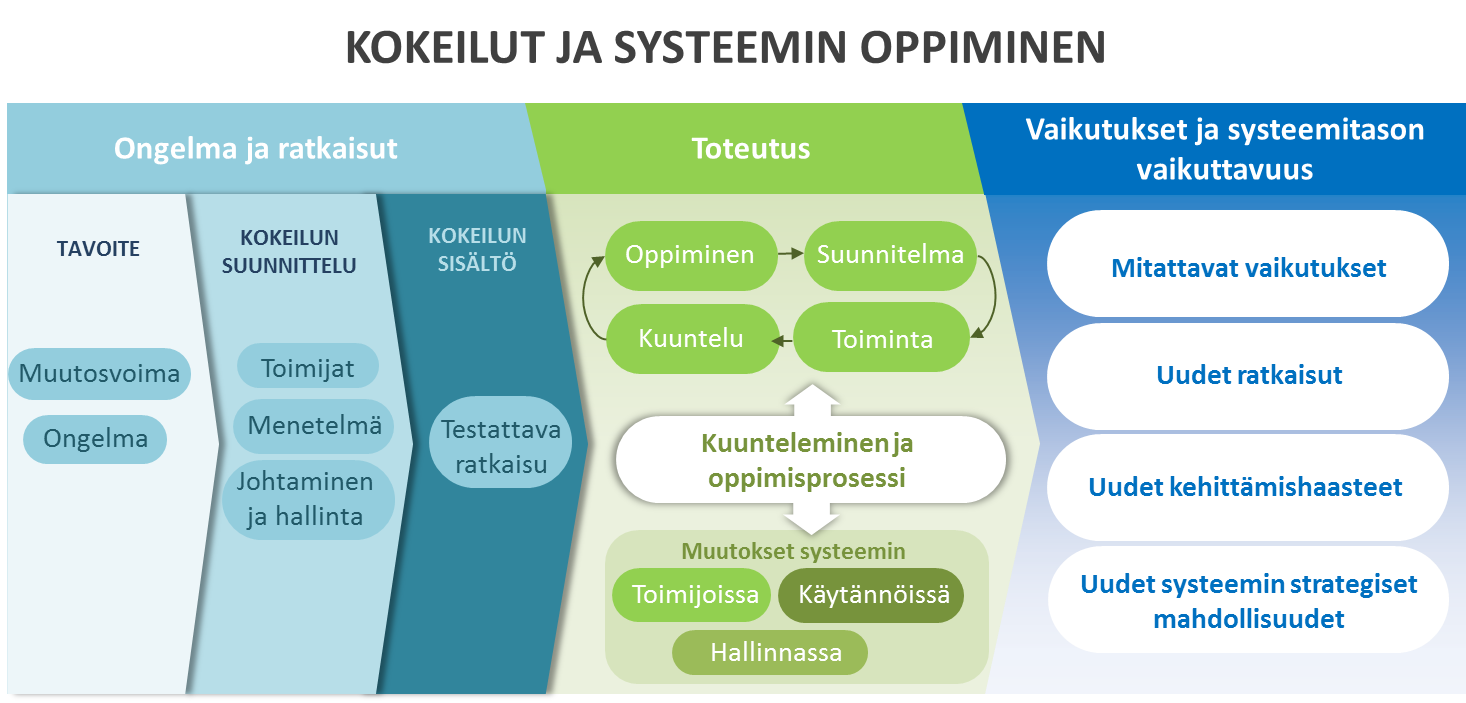 KOKEILUT JA SYSTEEMIN OPPIMINEN
Ongelma ja ratkaisut
Toteutus
Vaikutukset ja systeemitason
vaikuttavuus
TAVOITE
Muutosvoima
Ongelma
KOKEILUN
SUUNNITTELU
Toimijat
Menetelmä
Johtaminen
ja hallinta
KOKEILUN
SISÄLTÖ
Testattava
ratkaisu
Oppiminen
Suunnitelma
Kuuntelu
Toiminta
Kuunteleminen ja
oppimisprosessi
Muutokset systeemin
Toimijoissa
Käytännöissä
Hallinnassa
Mitattavat vaikutukset
Uudet ratkaisut
Uudet kehittämishaasteet
Uudet systeemin strategiset
mahdollisuudet